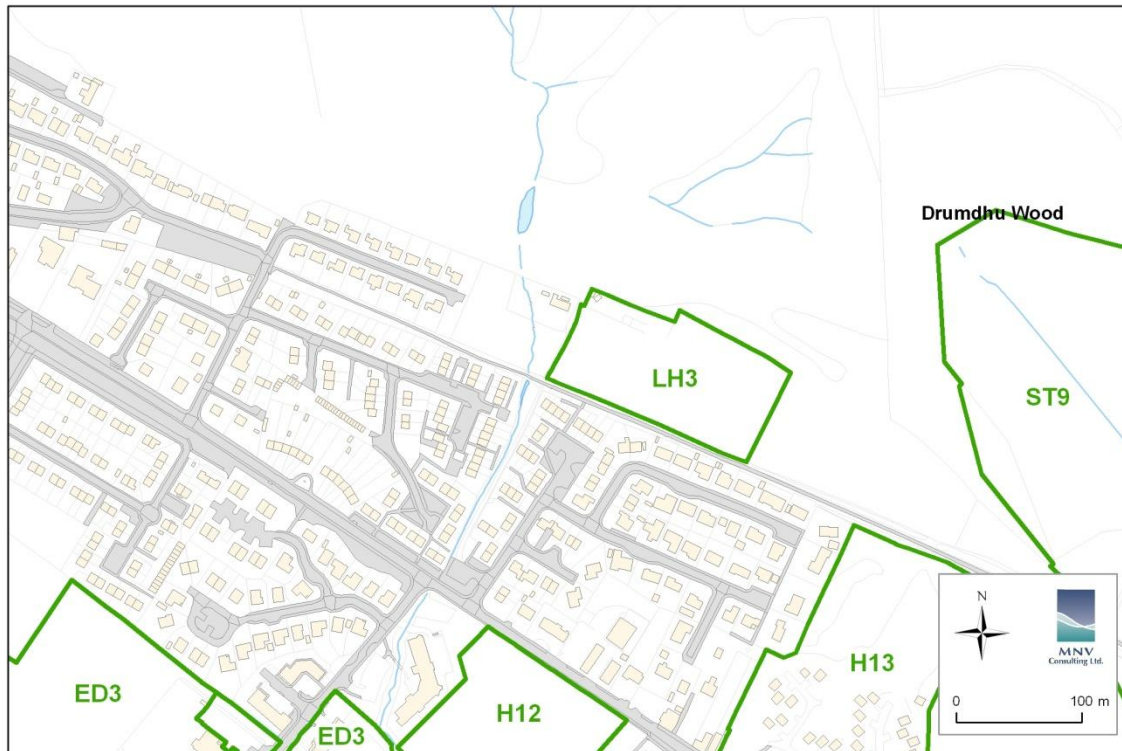 Drumdhu Wood
LH3
ST9
N
MNV
Consulting Ltd.
H13
ED3
H12
ED3
0
100 m